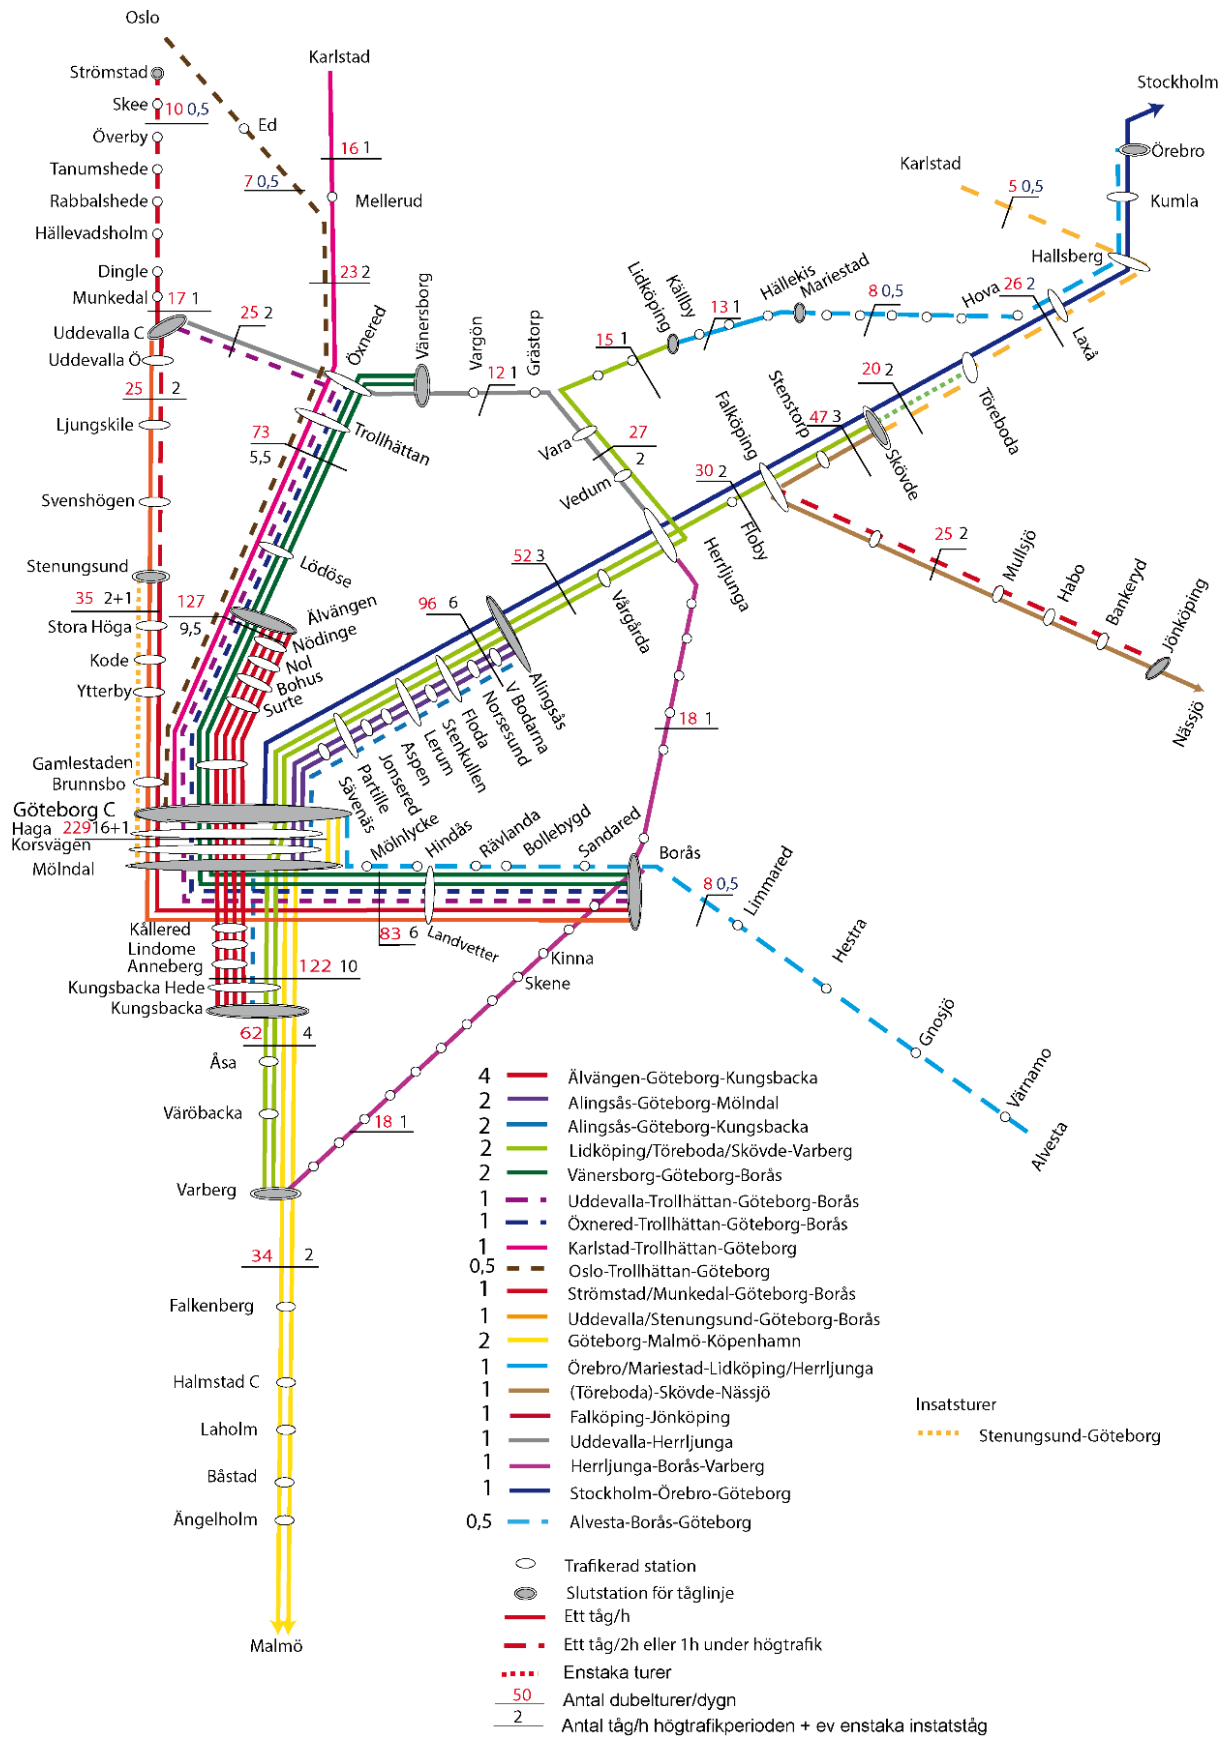 Oslo
Karlstad
Strömstad
Stockholm
Skee
10 0,5
Ed
Överby
16 1
Örebro
Karlstad
Tanumshede
7 0,5
5 0,5
Rabbalshede
Mellerud
Kumla
Hällevadsholm
Lidköping
Källby
Hällekis
Mariestad
Hallsberg
Dingle
23 2
Munkedal
17 1
Hova
26 2
25 2
Öxnered
Vänersborg
Vargön
Grästorp
13 1
8 0,5
Laxå
Uddevalla C
15 1
Uddevalla Ö
20 2
25 2
12 1
Falköping
Stenstorp
Töreboda
Ljungskile
73
5,5
Trollhättan
Vara
27
2
47 3
Skövde
Svenshögen
Vedum
30 2
Floby
Stenungsund
Lödöse
52 3
Herrljunga
25 2
Mullsjö
Habo
Bankeryd
Jönköping
35 2+1
127
9,5
Älvängen
96 6
Vårgårda
Stora Höga
Nödinge
Kode
Nol
Ytterby
Bohus
Surte
Alingsås
V Bodarna
Norsesund
Floda
Stenkullen
Lerum
Aspen
Jonsered
Partille
Sävenäs
Nässjö
18 1
Gamlestaden
Brunnsbo
Göteborg C
Haga
229 16+1
Korsvägen
Mölndal
Mölnlycke
Hindås
Rävlanda
Bollebygd
Sandared
Borås
8 0,5
Limmared
Kållered
83 6
Landvetter
Hestra
Lindome
Kinna
Anneberg
122 10
Kungsbacka Hede
Skene
Kungsbacka
62 4
Gnosjö
Åsa
Värnamo
Väröbacka
18 1
Alvesta
Varberg
34 2
Falkenberg
Halmstad C
Laholm
Båstad
Ängelholm
Malmö
4 Älvängen-Göteborg-Kungsbacka
2 Alingsås-Göteborg-Mölndal
2 Alingsås-Göteborg-Kungsbacka
2 Lidköping/Töreboda/Skövde-Varberg
2 Vänersborg-Göteborg-Borås
1 Uddevalla-Trollhättan-Göteborg-Borås
1 Öxnered-Trollhättan-Göteborg-Borås
1 Karlstad-Trollhättan-Göteborg
0,5 Oslo-Trollhättan-Göteborg
1 Strömstad/Munkedal-Göteborg-Borås
1 Uddevalla/Stenungsund-Göteborg-Borås
2 Göteborg-Malmö-Köpenhamn
1 Örebro/Mariestad-Lidköping/Herrljunga
1 (Töreboda)-Skövde-Nässjö
1 Falköping-Jönköping
1 Uddevalla-Herrljunga
1 Herrljunga-Borås-Varberg
1 Stockholm-Örebro-Göteborg
0,5 Alvesta-Borås-Göteborg
Insatsturer
Stenungsund-Göteborg
Trafikerad station
Slutstation för tåglinje
Ett tåg/h
Ett tåg/2h eller 1h under högtrafik
Enstaka turer
50 Antal dubelturer/dygn
2 Antal tåg/h högtrafikperioden + ev enstaka instatståg